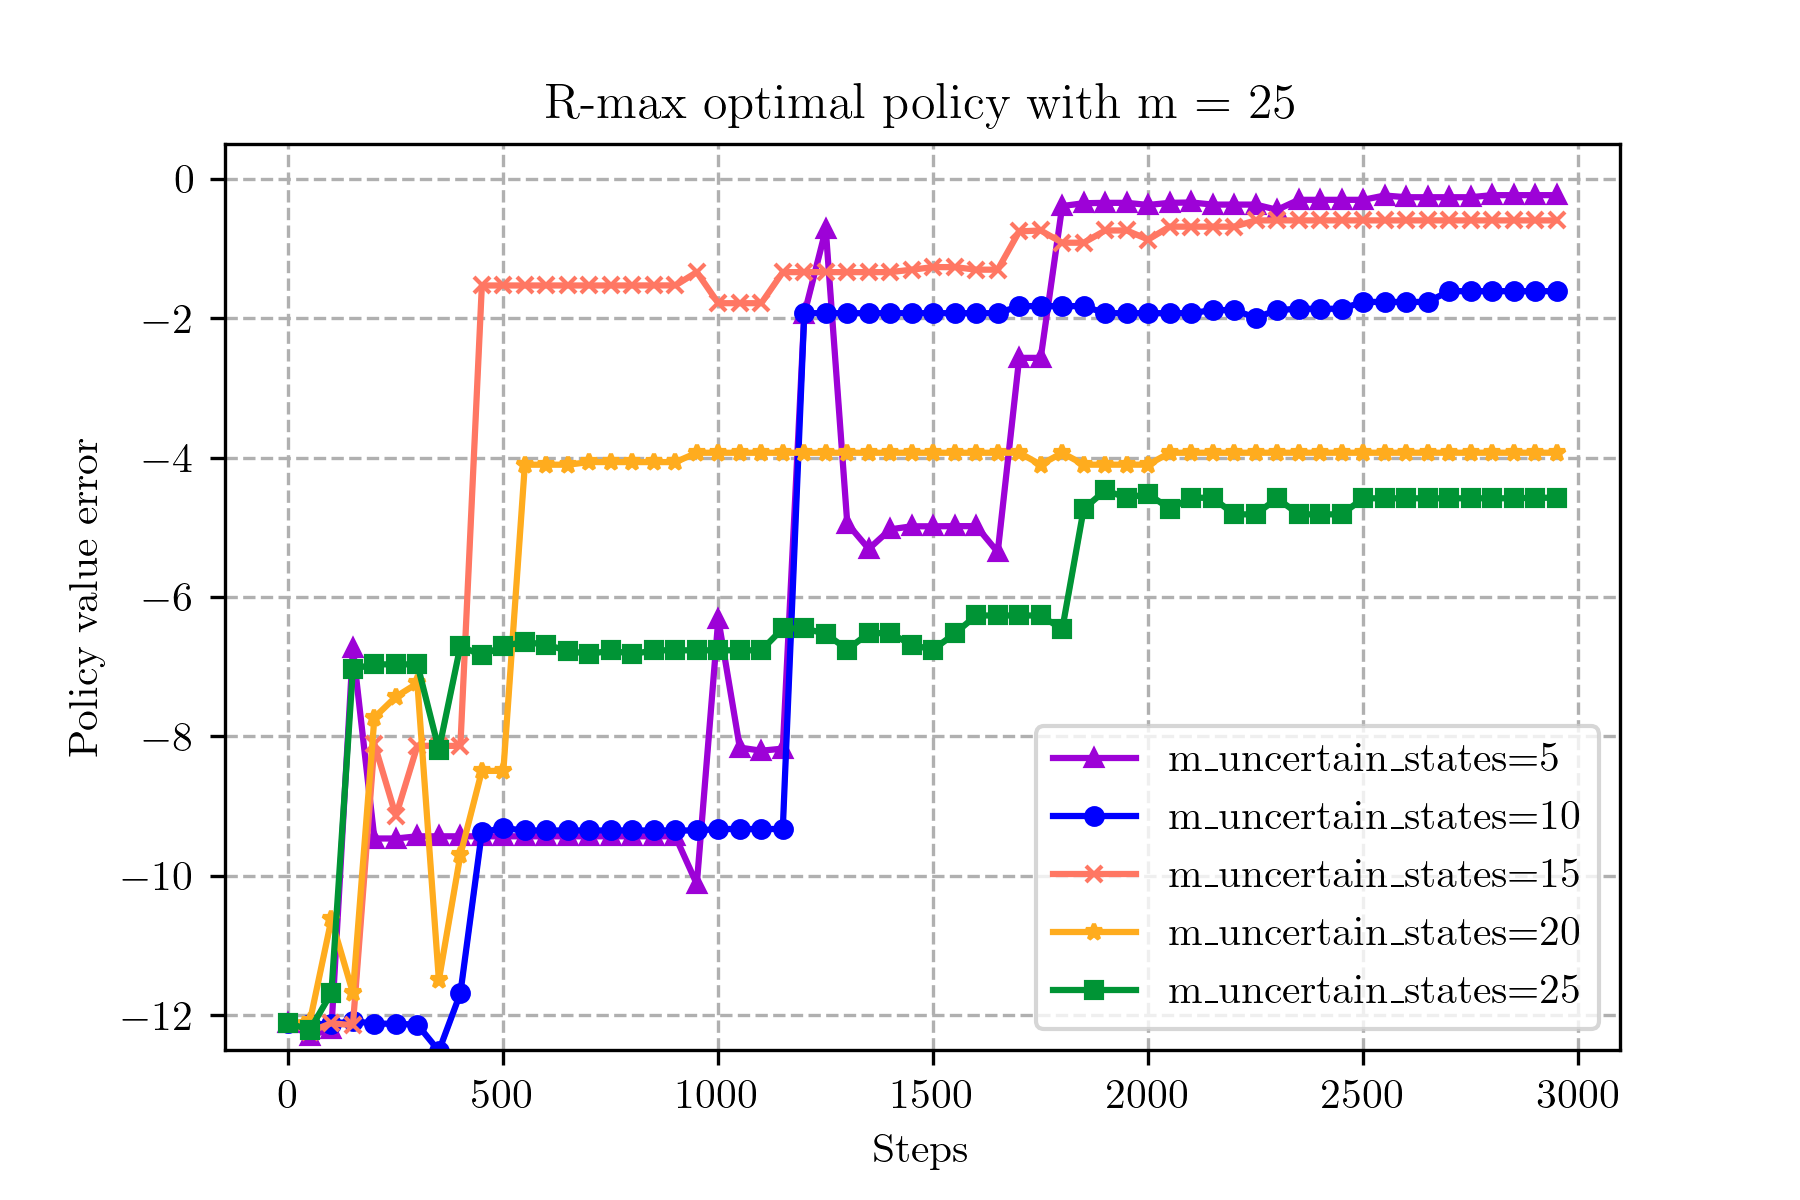 R-max optimal policy with m = 25
0
−2
−4
−6
−8
−10
−12
Policy value error
m_uncertain_states=5
m_uncertain_states=10
m_uncertain_states=15
m_uncertain_states=20
m_uncertain_states=25
0 500 1000 1500 2000 2500 3000
Steps